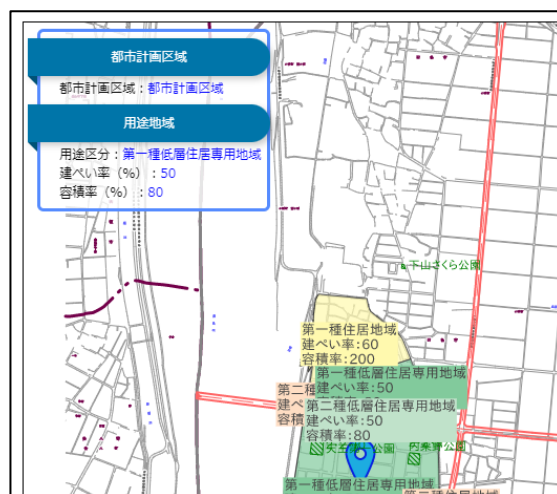 都市計画区域
都市計画区域：都市計画区域
用途地域
用途区分：第一種低層住居専用地域
建ぺい率（%）：50
容積率（%）：80
下山さくら公園
第一種住居地域
建ぺい率：60
容積率：200
第一種低層住居専用地域
建ぺい率：50
第二種
建ぺ
容積
第二種低層住居専用地域
建ぺい率：50
容積率：80
公園
公園
第一種低層住居専用地域